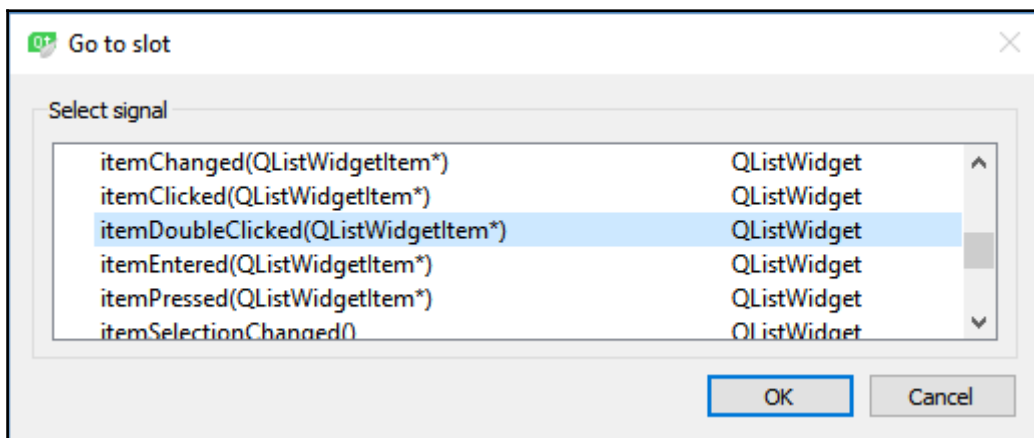 Qt Go to slot
Select signal
itemChanged(QListWidgetItem*) QListWidget
itemClicked(QListWidgetItem*) QListWidget
itemDoubleClicked(QListWidgetItem*) QListWidget
itemEntered(QListWidgetItem*) QListWidget
itemPressed(QListWidgetItem*) QListWidget
itemSelectionChanged() QListWidget
OK Cancel